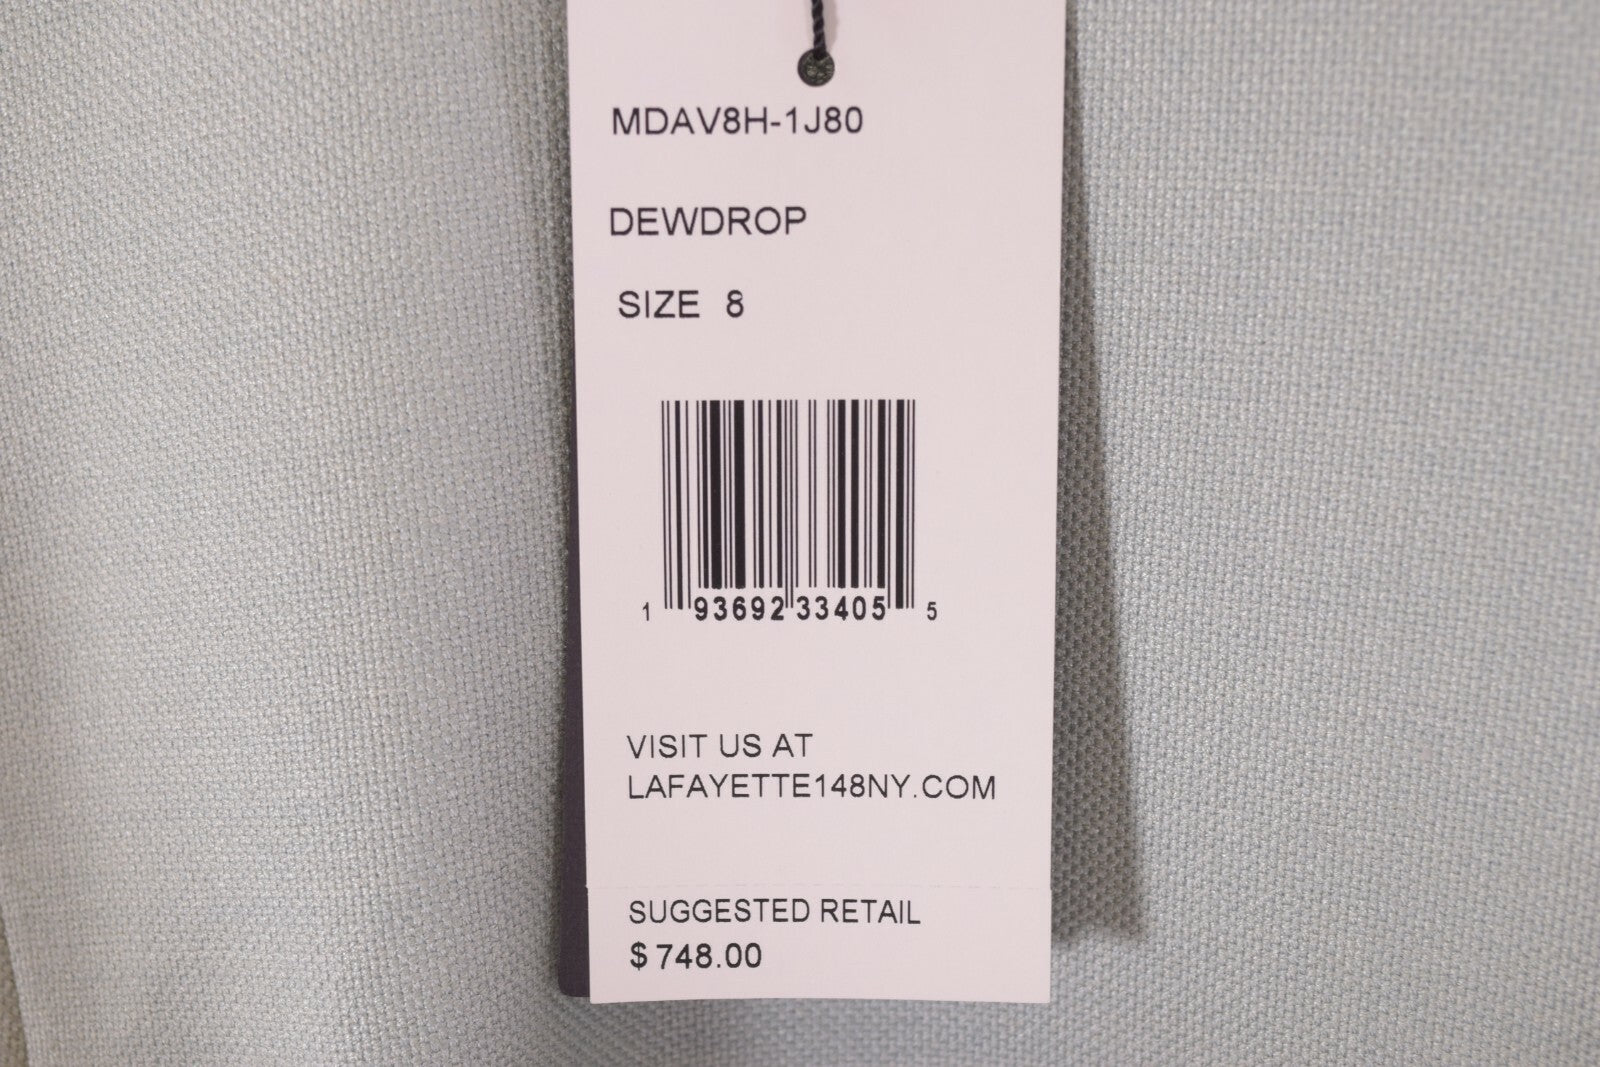 MDAV8H-1J80
DEWDROP
SIZE 8
1 93692 33405 5
VISIT US AT
LAFAYETTE148NY.COM
SUGGESTED RETAIL
$ 748.00